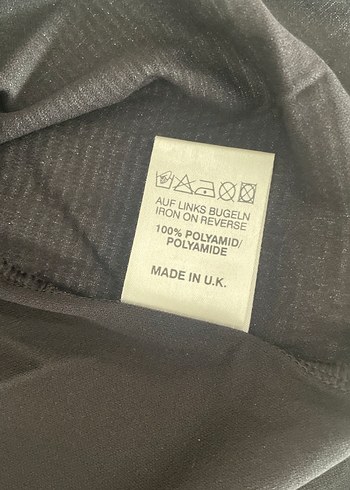 AUF LINKS BUGELN
IRON ON REVERSE
100% POLYAMID/
POLYAMIDE
MADE IN U.K.